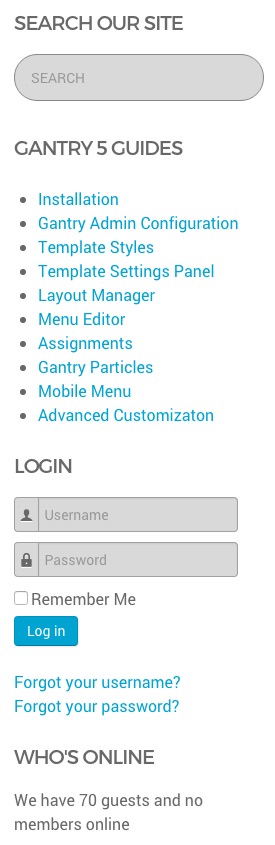 SEARCH OUR SITE
SEARCH
GANTRY 5 GUIDES
Installation
Gantry Admin Configuration
Template Styles
Template Settings Panel
Layout Manager
Menu Editor
Assignments
Gantry Particles
Mobile Menu
Advanced Customizaton
LOGIN
Username
Password
Remember Me
Log in
Forgot your username?
Forgot your password?
WHO'S ONLINE
We have 70 guests and no
members online